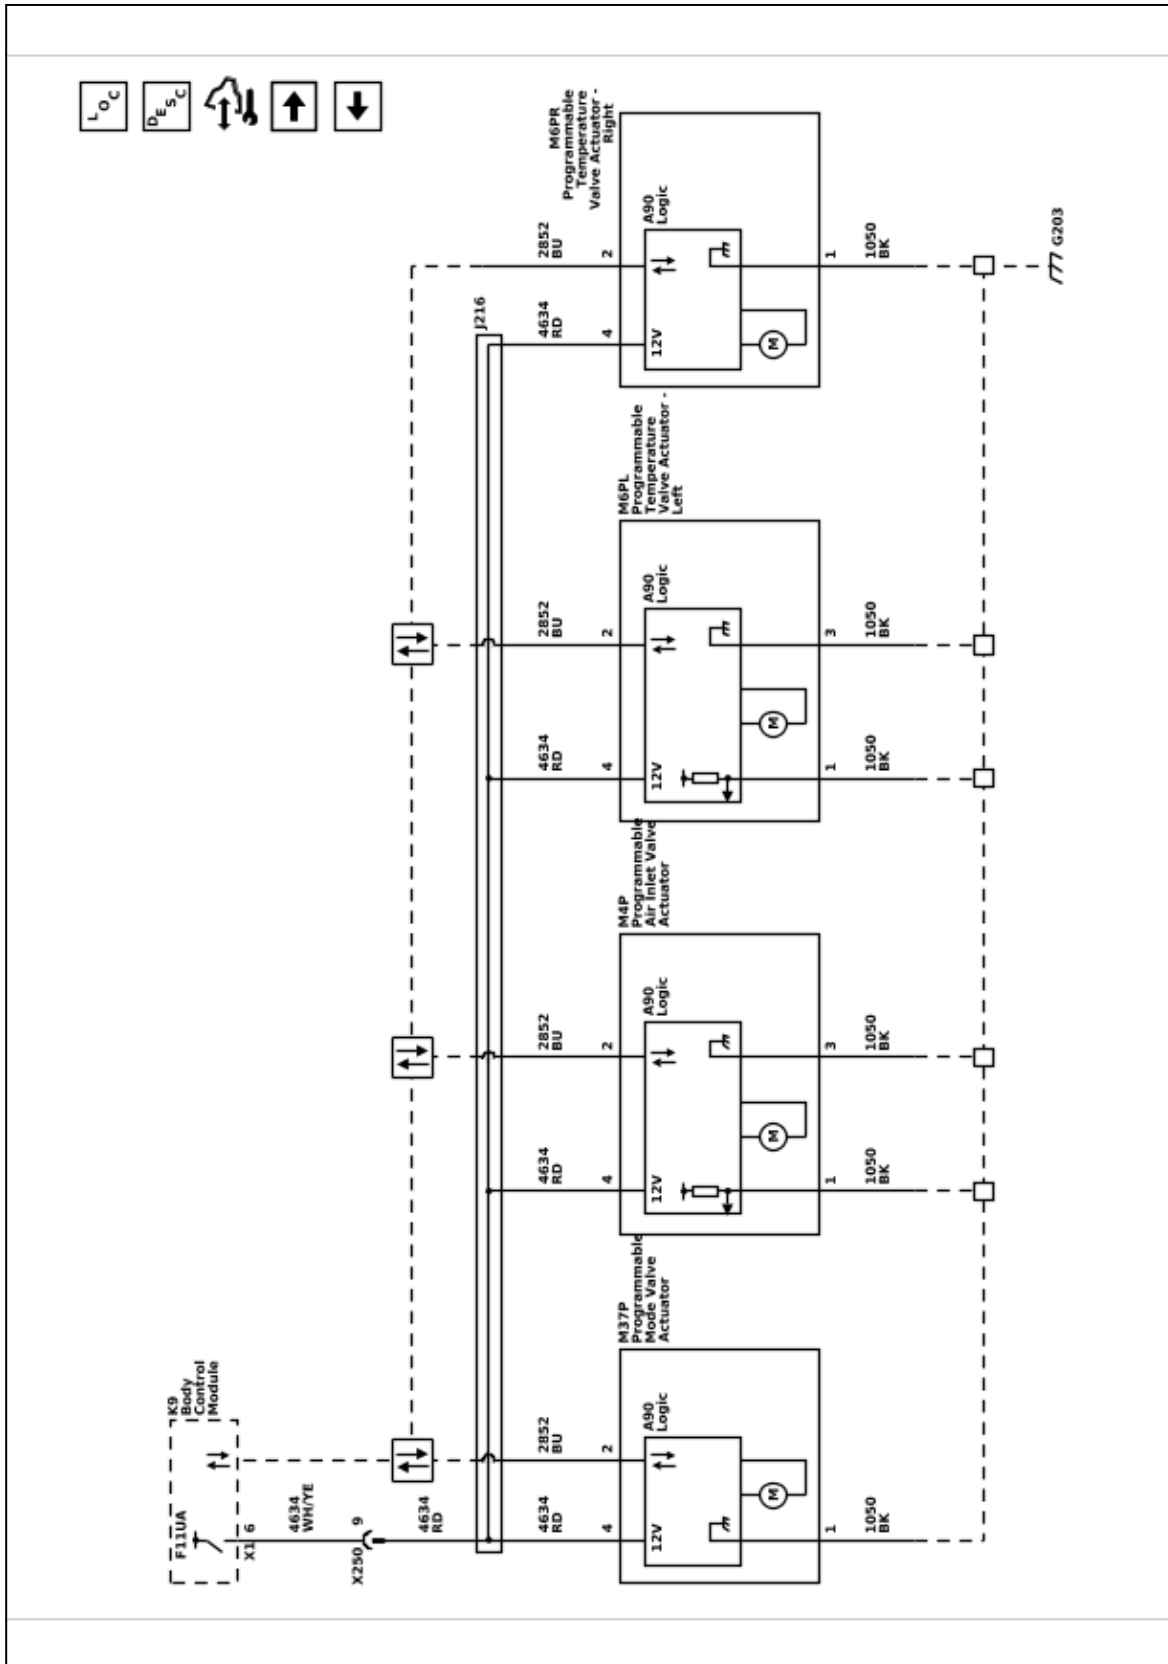 L O C
D E S C
K9
Body
Control
Module
F11UA
X1 6
4634
WH/YE
9
X250
4634
RD
J216
4634
RD
4
2852
BU
2
M37P
Programmable
Mode Valve
Actuator
A90
Logic
12V
M
1
1050
BK
4634
RD
4
2852
BU
2
M4P
Programmable
Air Inlet Valve
Actuator
A90
Logic
12V
M
1
1050
BK
3
1050
BK
4634
RD
4
2852
BU
2
M6PL
Programmable
Temperature
Valve Actuator -
Left
A90
Logic
12V
M
1
1050
BK
3
1050
BK
4634
RD
4
2852
BU
2
M6PR
Programmable
Temperature
Valve Actuator -
Right
A90
Logic
12V
M
1
1050
BK
G203